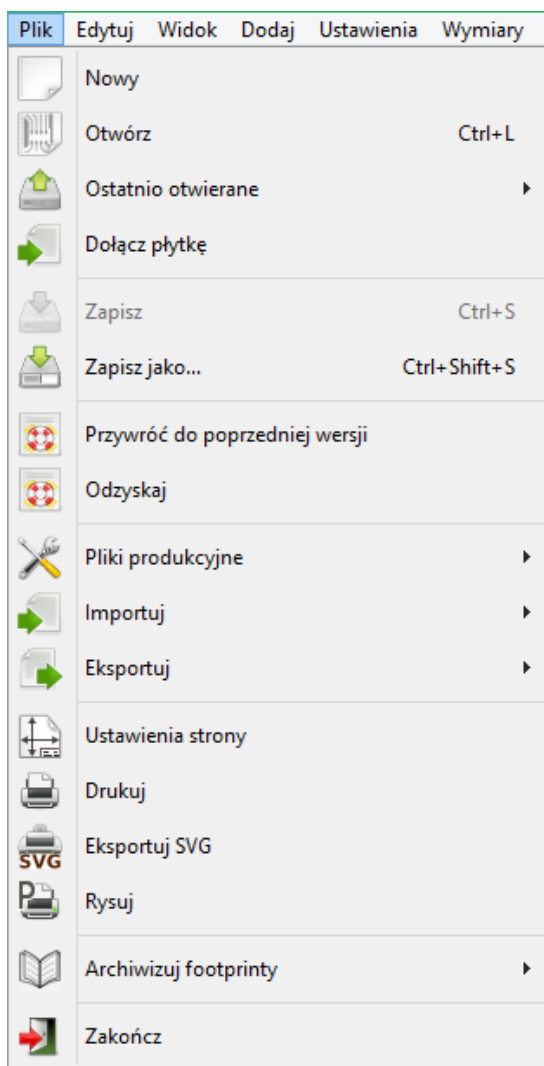 Plik Edytuj Widok Dodaj Ustawienia Wymiary
Nowy
Otwórz Ctrl+L
Ostatnio otwierane
Dołącz płytkę
Zapisz Ctrl+S
Zapisz jako... Ctrl+Shift+S
Przywróć do poprzedniej wersji
Odzyskaj
Pliki produkcyjne
Importuj
Eksportuj
Ustawienia strony
Drukuj
SVG Eksportuj SVG
P Rysuj
Archiwizuj footprinty
Zakończ